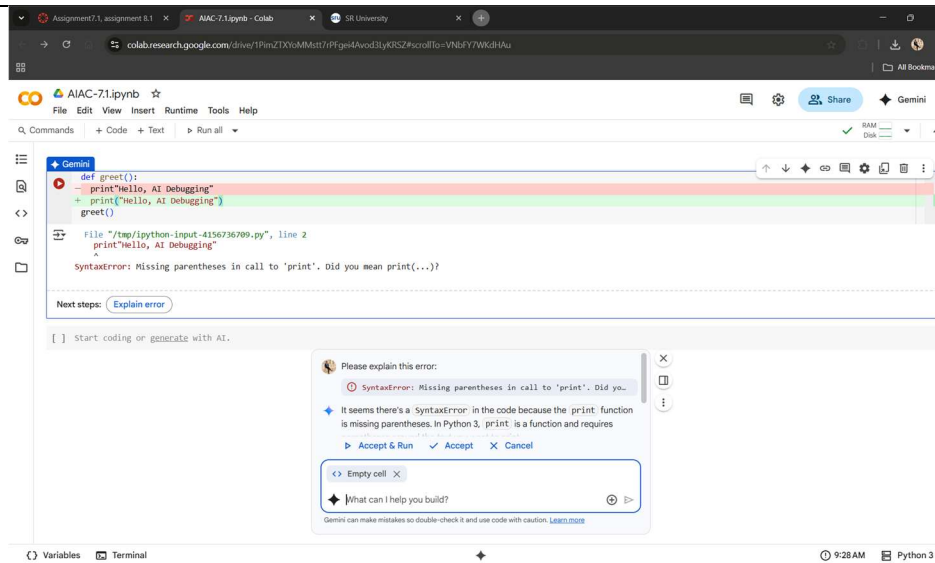 Assignment7.1, assignment 8.1
AIAC-7.1.ipynb - Colab
SR University
colab.research.google.com/drive/1PimZTXYoMMstt7rPFgei4Avod3LyKRSZ#scrollTo=VNbFY7WKdHAu
All Bookma
CO
AIAC-7.1.ipynb
File Edit View Insert Runtime Tools Help
Share
Gemini
Commands + Code + Text Run all
RAM
Disk
Gemini
def greet():
- print"Hello, AI Debugging"
+ print("Hello, AI Debugging")
greet()
File "/tmp/ipython-input-4156736709.py", line 2
print"Hello, AI Debugging"
^
SyntaxError: Missing parentheses in call to 'print'. Did you mean print(...)?
Next steps: Explain error
[ ] Start coding or generate with AI.
Please explain this error:
SyntaxError: Missing parentheses in call to 'print'. Did yo…
It seems there's a SyntaxError in the code because the print function
is missing parentheses. In Python 3, print is a function and requires
Accept & Run Accept Cancel
<> Empty cell
What can I help you build?
Gemini can make mistakes so double-check it and use code with caution. Learn more
{} Variables Terminal
9:28 AM Python 3